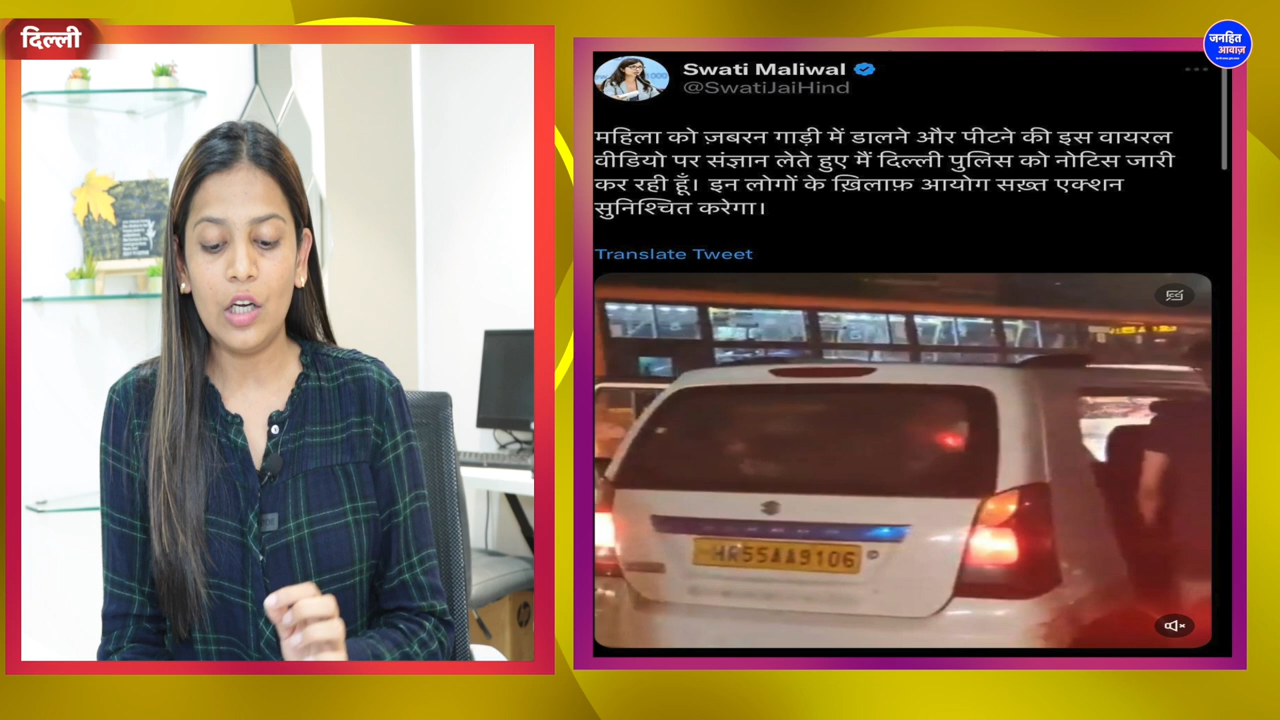 दिल्ली
जनहित
आवाज़
Swati Maliwal
@SwatiJaiHind
महिला को ज़बरन गाड़ी में डालने और पीटने की इस वायरल
वीडियो पर संज्ञान लेते हुए मैं दिल्ली पुलिस को नोटिस जारी
कर रही हूँ। इन लोगों के ख़िलाफ़ आयोग सख़्त एक्शन
सुनिश्चित करेगा।
Translate Tweet
HR55AA9106